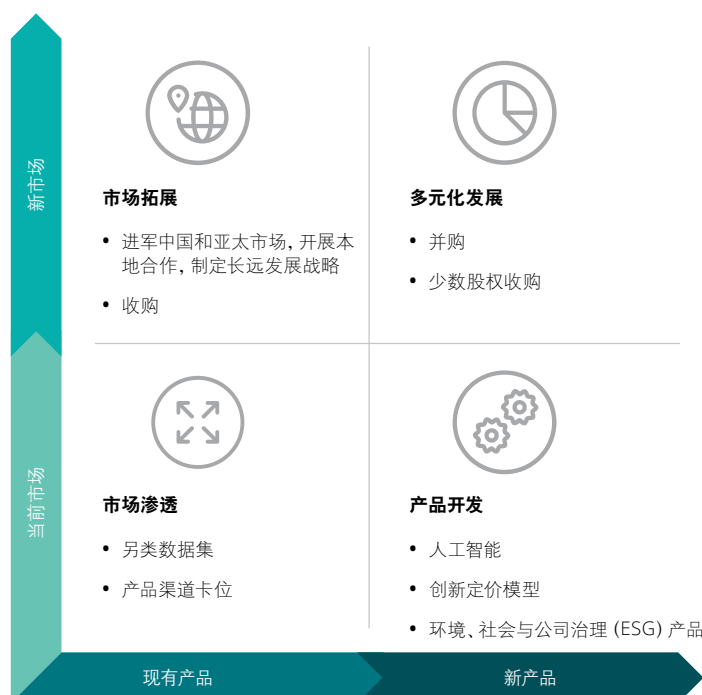 新市场
市场拓展
• 进军中国和亚太市场，开展本
地合作，制定长远发展战略
• 收购
多元化发展
• 并购
• 少数股权收购
当前市场
市场渗透
• 另类数据集
• 产品渠道卡位
产品开发
• 人工智能
• 创新定价模型
• 环境、社会与公司治理 (ESG) 产品
现有产品
新产品